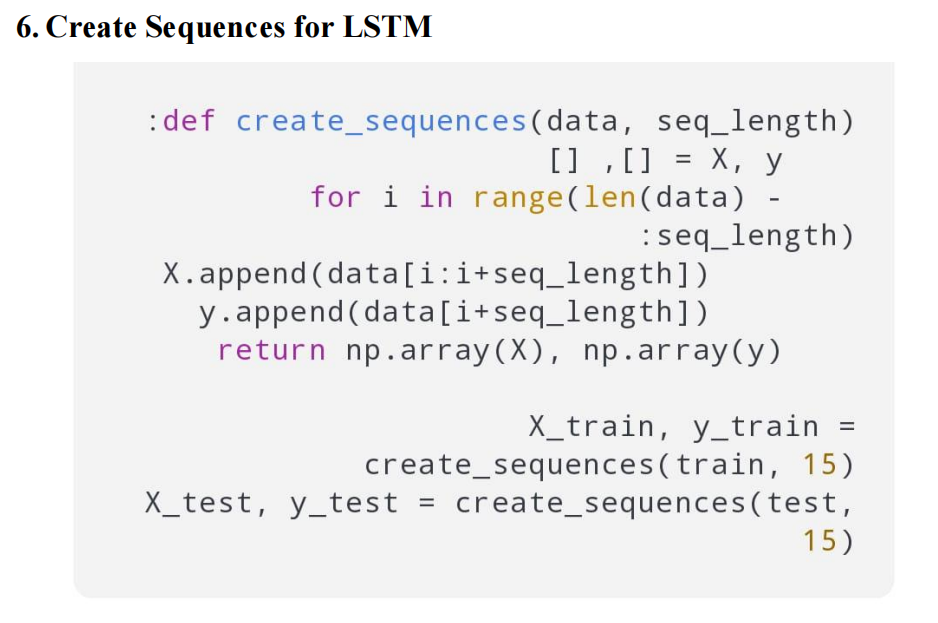 6. Create Sequences for LSTM
:def create_sequences(data, seq_length)
[] ,[] = X, y
for i in range(len(data) -
:seq_length)
X.append(data[i:i+seq_length])
y.append(data[i+seq_length])
return np.array(X), np.array(y)
X_train, y_train =
create_sequences(train, 15)
X_test, y_test = create_sequences(test,
15)